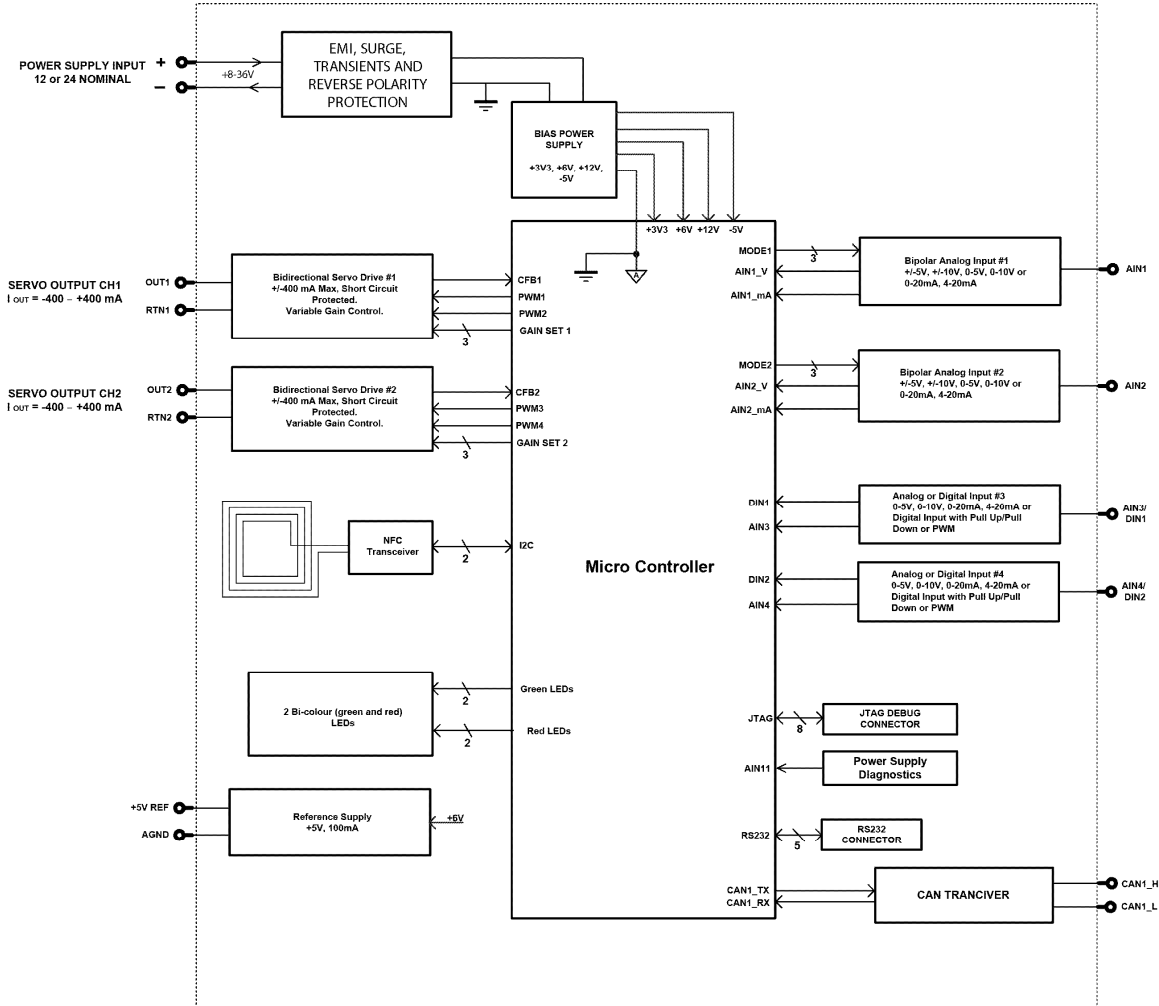 POWER SUPPLY INPUT
12 or 24 NOMINAL
+
–
+8-36V
EMI, SURGE,
TRANSIENTS AND
REVERSE POLARITY
PROTECTION
BIAS POWER
SUPPLY
+3V3, +6V, +12V,
-5V
+3V3 +6V +12V -5V
A
SERVO OUTPUT CH1
I OUT = -400 – +400 mA
OUT1
RTN1
Bidirectional Servo Drive #1
+/-400 mA Max, Short Circuit
Protected.
Variable Gain Control.
3
CFB1
PWM1
PWM2
GAIN SET 1
SERVO OUTPUT CH2
I OUT = -400 – +400 mA
OUT2
RTN2
Bidirectional Servo Drive #2
+/-400 mA Max, Short Circuit
Protected.
Variable Gain Control.
3
CFB2
PWM3
PWM4
GAIN SET 2
NFC
Transceiver
2
I2C
Micro Controller
2 Bi-colour (green and red)
LEDs
2
Green LEDs
2
Red LEDs
+5V REF
AGND
Reference Supply
+5V, 100mA
+6V
MODE1
AIN1_V
AIN1_mA
3
Bipolar Analog Input #1
+/-5V, +/-10V, 0-5V, 0-10V or
0-20mA, 4-20mA
AIN1
MODE2
AIN2_V
AIN2_mA
3
Bipolar Analog Input #2
+/-5V, +/-10V, 0-5V, 0-10V or
0-20mA, 4-20mA
AIN2
DIN1
AIN3
Analog or Digital Input #3
0-5V, 0-10V, 0-20mA, 4-20mA or
Digital Input with Pull Up/Pull
Down or PWM
AIN3/
DIN1
DIN2
AIN4
Analog or Digital Input #4
0-5V, 0-10V, 0-20mA, 4-20mA or
Digital Input with Pull Up/Pull
Down or PWM
AIN4/
DIN2
JTAG
8
JTAG DEBUG
CONNECTOR
AIN11
Power Supply
Diagnostics
RS232
5
RS232
CONNECTOR
CAN1_TX
CAN1_RX
CAN TRANCIVER
CAN1_H
CAN1_L